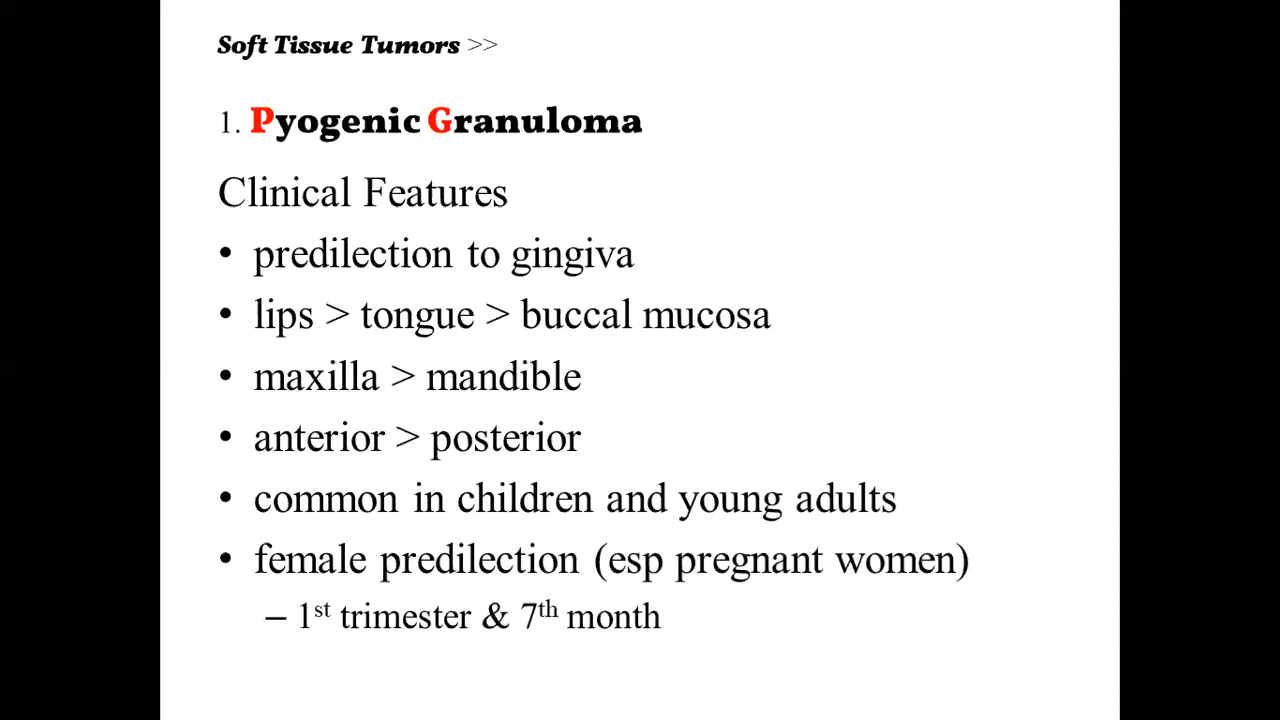 Soft Tissue Tumors >>
1. Pyogenic Granuloma
Clinical Features
• predilection to gingiva
• lips > tongue > buccal mucosa
• maxilla > mandible
• anterior > posterior
• common in children and young adults
• female predilection (esp pregnant women)
– 1st trimester & 7th month